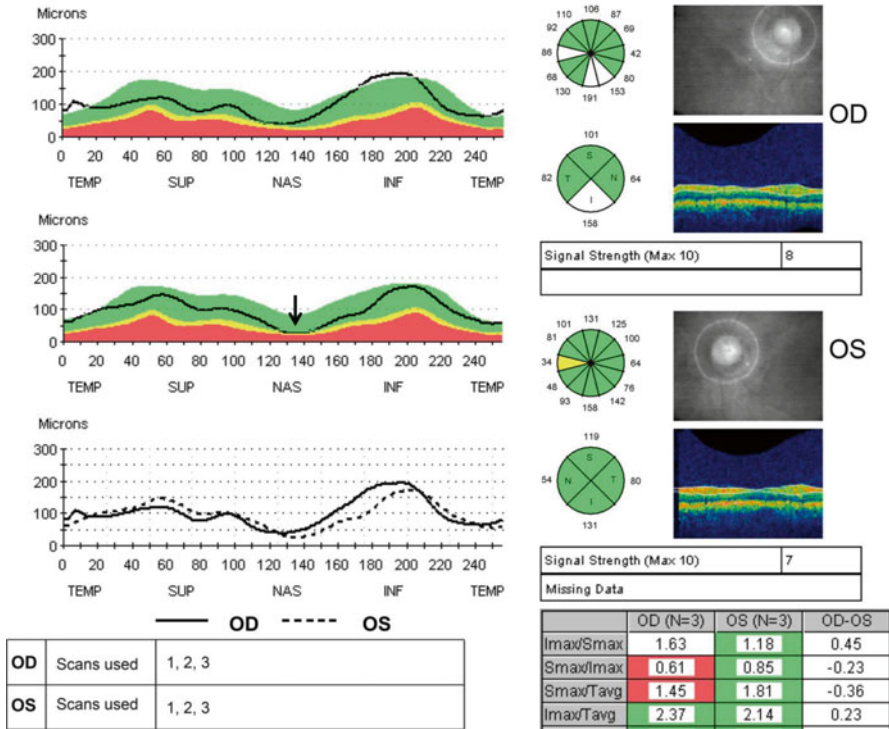 Microns
300
200
100
0
0 20 40 60 80 100 120 140 160 180 200 220 240
TEMP SUP NAS INF TEMP
106
110 87
92 69
86 42
68 80
130 153
191
101
S
82 T N 64
I
158
OD
Signal Strength (Max 10) 8
Microns
300
200
100
0
0 20 40 60 80 100 120 140 160 180 200 220 240
TEMP SUP NAS INF TEMP
131
101 125
81 100
34 64
48 76
93 142
158
119
S
54 N T 80
I
131
OS
Signal Strength (Max 10) 7
Missing Data
Microns
300
200
100
0
0 20 40 60 80 100 120 140 160 180 200 220 240
TEMP SUP NAS INF TEMP
OD OS
OD Scans used 1, 2, 3
OS Scans used 1, 2, 3
OD (N=3) OS (N=3) OD-OS
Imax/Smax 1.63 1.18 0.45
Smax/Imax 0.61 0.85 -0.23
Smax/Tavg 1.45 1.81 -0.36
Imax/Tavg 2.37 2.14 0.23